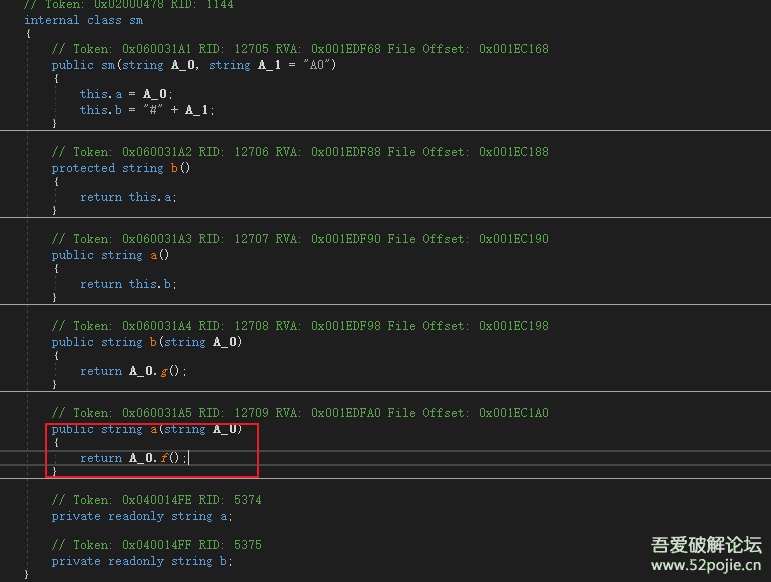 // Token: 0x02000478 RID: 1144
internal class sm
{
// Token: 0x060031A1 RID: 12705 RVA: 0x001EDF68 File Offset: 0x001EC168
public sm(string A_0, string A_1 = "A0")
{
this.a = A_0;
this.b = "#" + A_1;
}
// Token: 0x060031A2 RID: 12706 RVA: 0x001EDF88 File Offset: 0x001EC188
protected string b()
{
return this.a;
}
// Token: 0x060031A3 RID: 12707 RVA: 0x001EDF90 File Offset: 0x001EC190
public string a()
{
return this.b;
}
// Token: 0x060031A4 RID: 12708 RVA: 0x001EDF98 File Offset: 0x001EC198
public string b(string A_0)
{
return A_0.g();
}
// Token: 0x060031A5 RID: 12709 RVA: 0x001EDFA0 File Offset: 0x001EC1A0
public string a(string A_0)
{
return A_0.f();
}
// Token: 0x040014FE RID: 5374
private readonly string a;
// Token: 0x040014FF RID: 5375
private readonly string b;
}
吾爱破解论坛
www.52pojie.cn